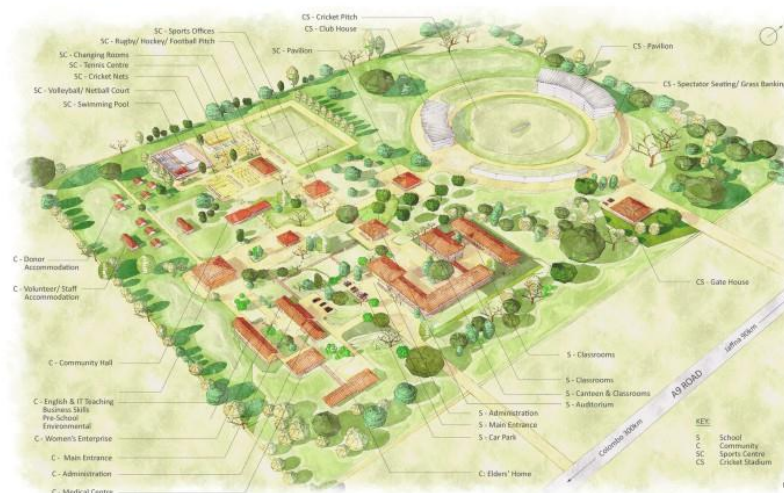 SC - Sports Offices
SC - Rugby/ Hockey/ Football Pitch
SC - Changing Rooms
SC - Tennis Centre
SC - Cricket Nets
SC - Volleyball/ Netball Court
SC - Swimming Pool
CS - Cricket Pitch
CS - Club House
SC - Pavilion
CS - Pavilion
CS - Spectator Seating/ Grass Banking
C - Donor
Accommodation
C - Volunteer/ Staff
Accommodation
CS - Gate House
C - Community Hall
C - English & IT Teaching
Business Skills
Pre-School
Environmental
C - Women's Enterprise
C - Main Entrance
C - Administration
C - Medical Centre
S - Classrooms
S - Classrooms
S - Canteen & Classrooms
S - Auditorium
S - Administration
S - Main Entrance
S - Car Park
C: Elders' Home
Jaffna 90km
A9 ROAD
Colombo 300km
KEY:
S School
C Community
SC Sports Centre
CS Cricket Stadium